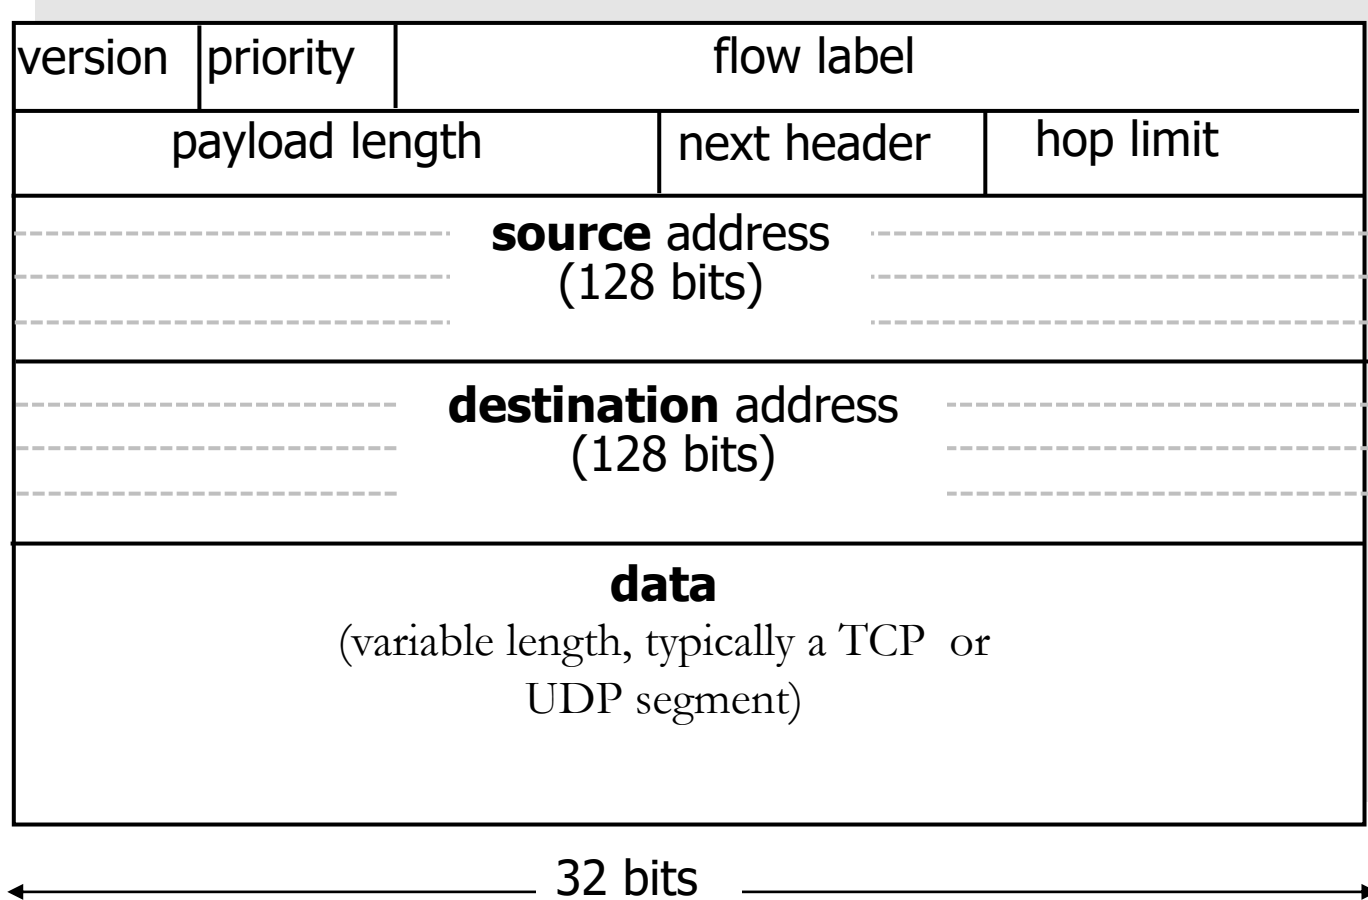 version priority flow label
payload length next header hop limit
source address
(128 bits)
destination address
(128 bits)
data
(variable length, typically a TCP or
UDP segment)
32 bits